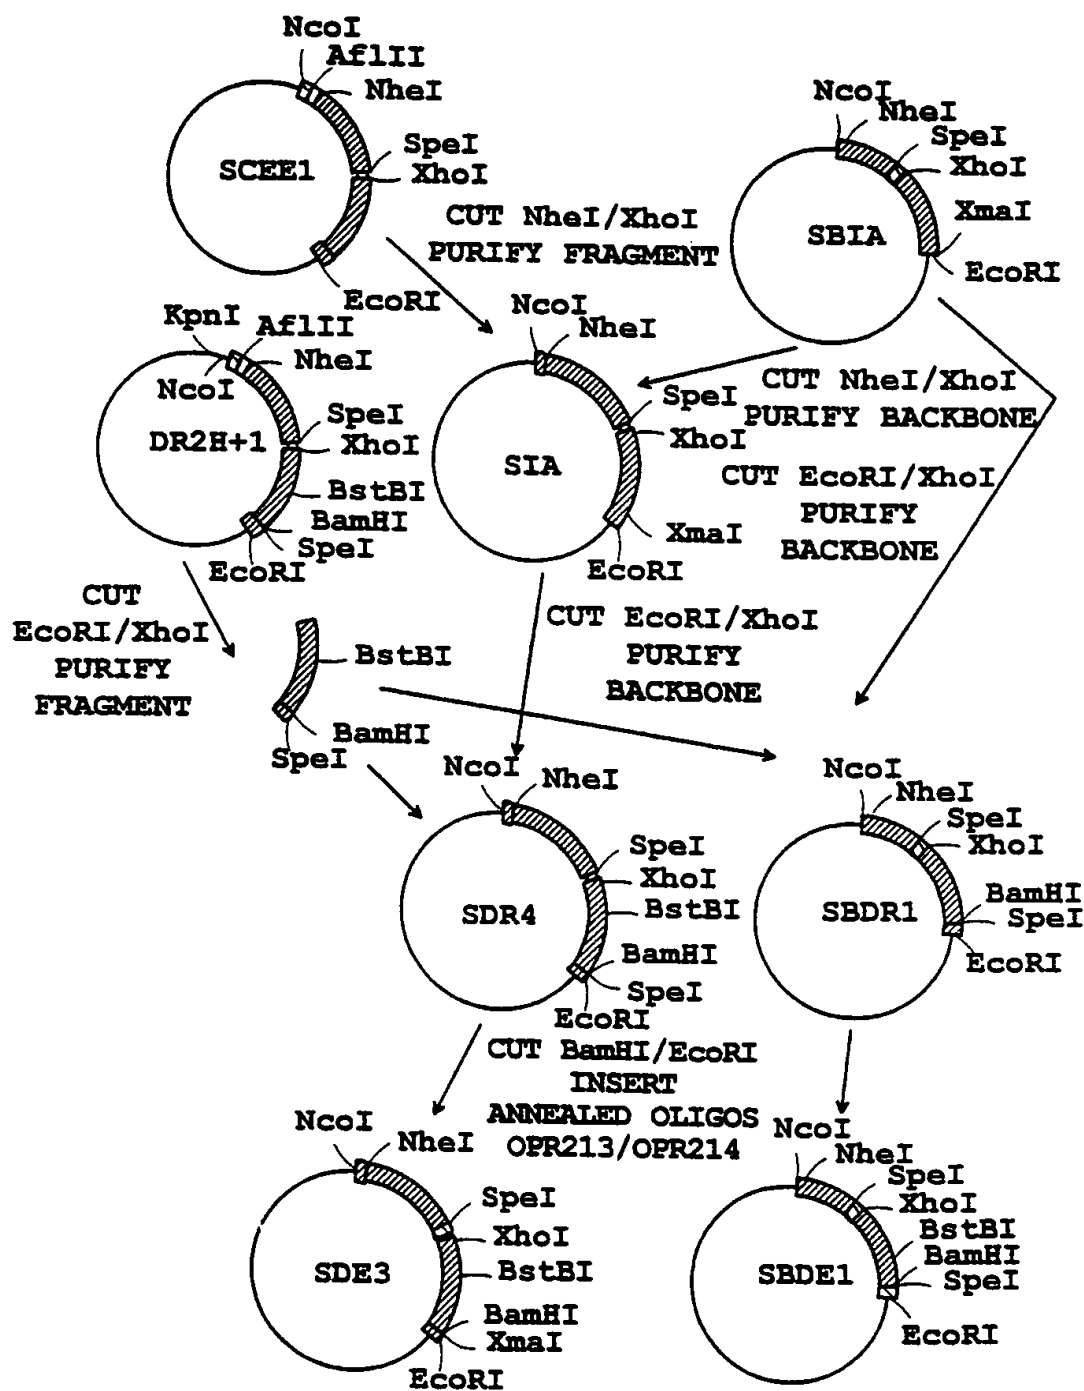 NcoI
AflII
NheI
SpeI
XhoI
SCEE1
EcoRI
NcoI
NheI
SpeI
XhoI
XmaI
SBIA
EcoRI
CUT NheI/XhoI
PURIFY FRAGMENT
KpnI
AflII
NheI
NcoI
SpeI
XhoI
DR2H+1
BstBI
BamHI
SpeI
EcoRI
NcoI
NheI
SpeI
XhoI
SIA
XmaI
EcoRI
CUT NheI/XhoI
PURIFY BACKBONE
CUT EcoRI/XhoI
PURIFY
BACKBONE
CUT
EcoRI/XhoI
PURIFY
FRAGMENT
BstBI
BamHI
SpeI
CUT EcoRI/XhoI
PURIFY
BACKBONE
NcoI
NheI
SpeI
XhoI
BstBI
SDR4
BamHI
SpeI
EcoRI
NcoI
NheI
SpeI
XhoI
BamHI
SpeI
SBDR1
EcoRI
CUT BamHI/EcoRI
INSERT
ANNEALED OLIGOS
OPR213/OPR214
NcoI
NheI
SpeI
XhoI
BstBI
SDE3
BamHI
XmaI
EcoRI
NcoI
NheI
SpeI
XhoI
BstBI
BamHI
SpeI
SBDE1
EcoRI